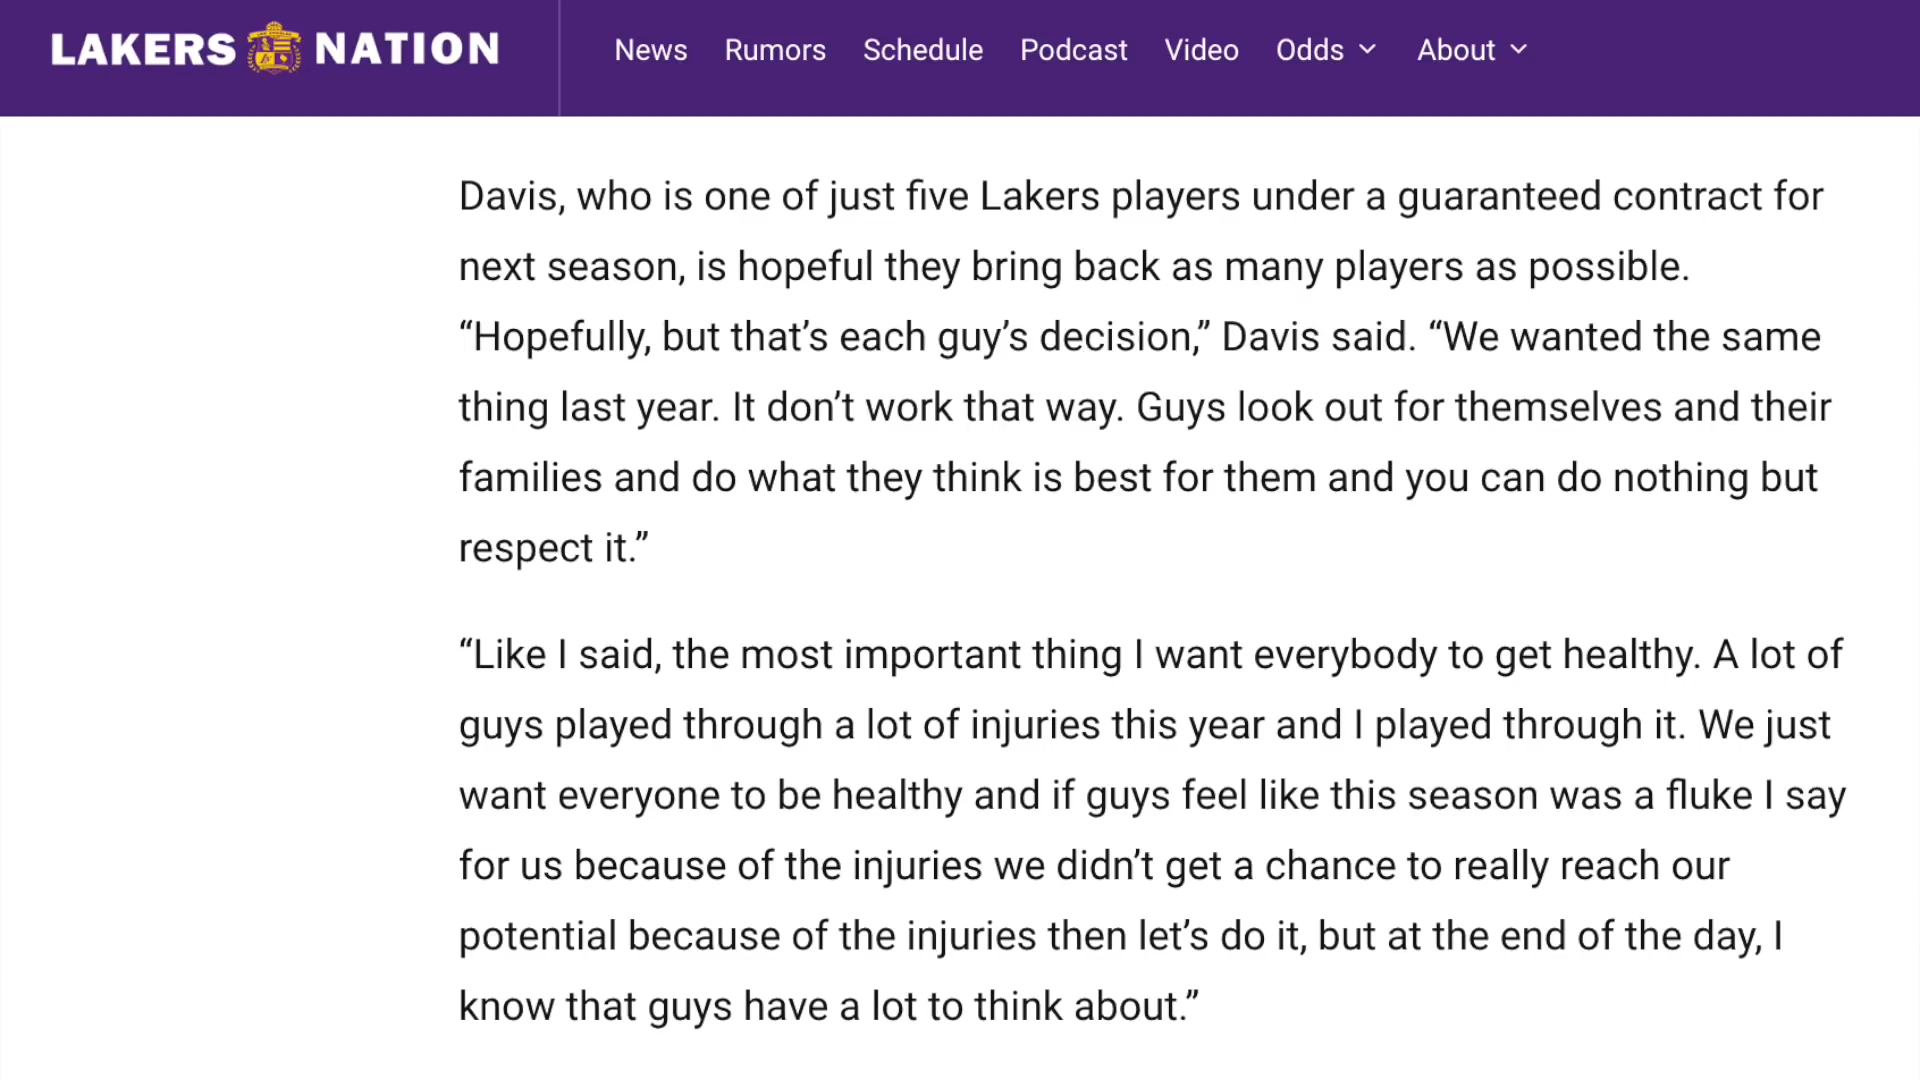 LAKERS NATION
News Rumors Schedule Podcast Video Odds About
Davis, who is one of just five Lakers players under a guaranteed contract for
next season, is hopeful they bring back as many players as possible.
“Hopefully, but that’s each guy’s decision,” Davis said. “We wanted the same
thing last year. It don’t work that way. Guys look out for themselves and their
families and do what they think is best for them and you can do nothing but
respect it.”
“Like I said, the most important thing I want everybody to get healthy. A lot of
guys played through a lot of injuries this year and I played through it. We just
want everyone to be healthy and if guys feel like this season was a fluke I say
for us because of the injuries we didn’t get a chance to really reach our
potential because of the injuries then let’s do it, but at the end of the day, I
know that guys have a lot to think about.”